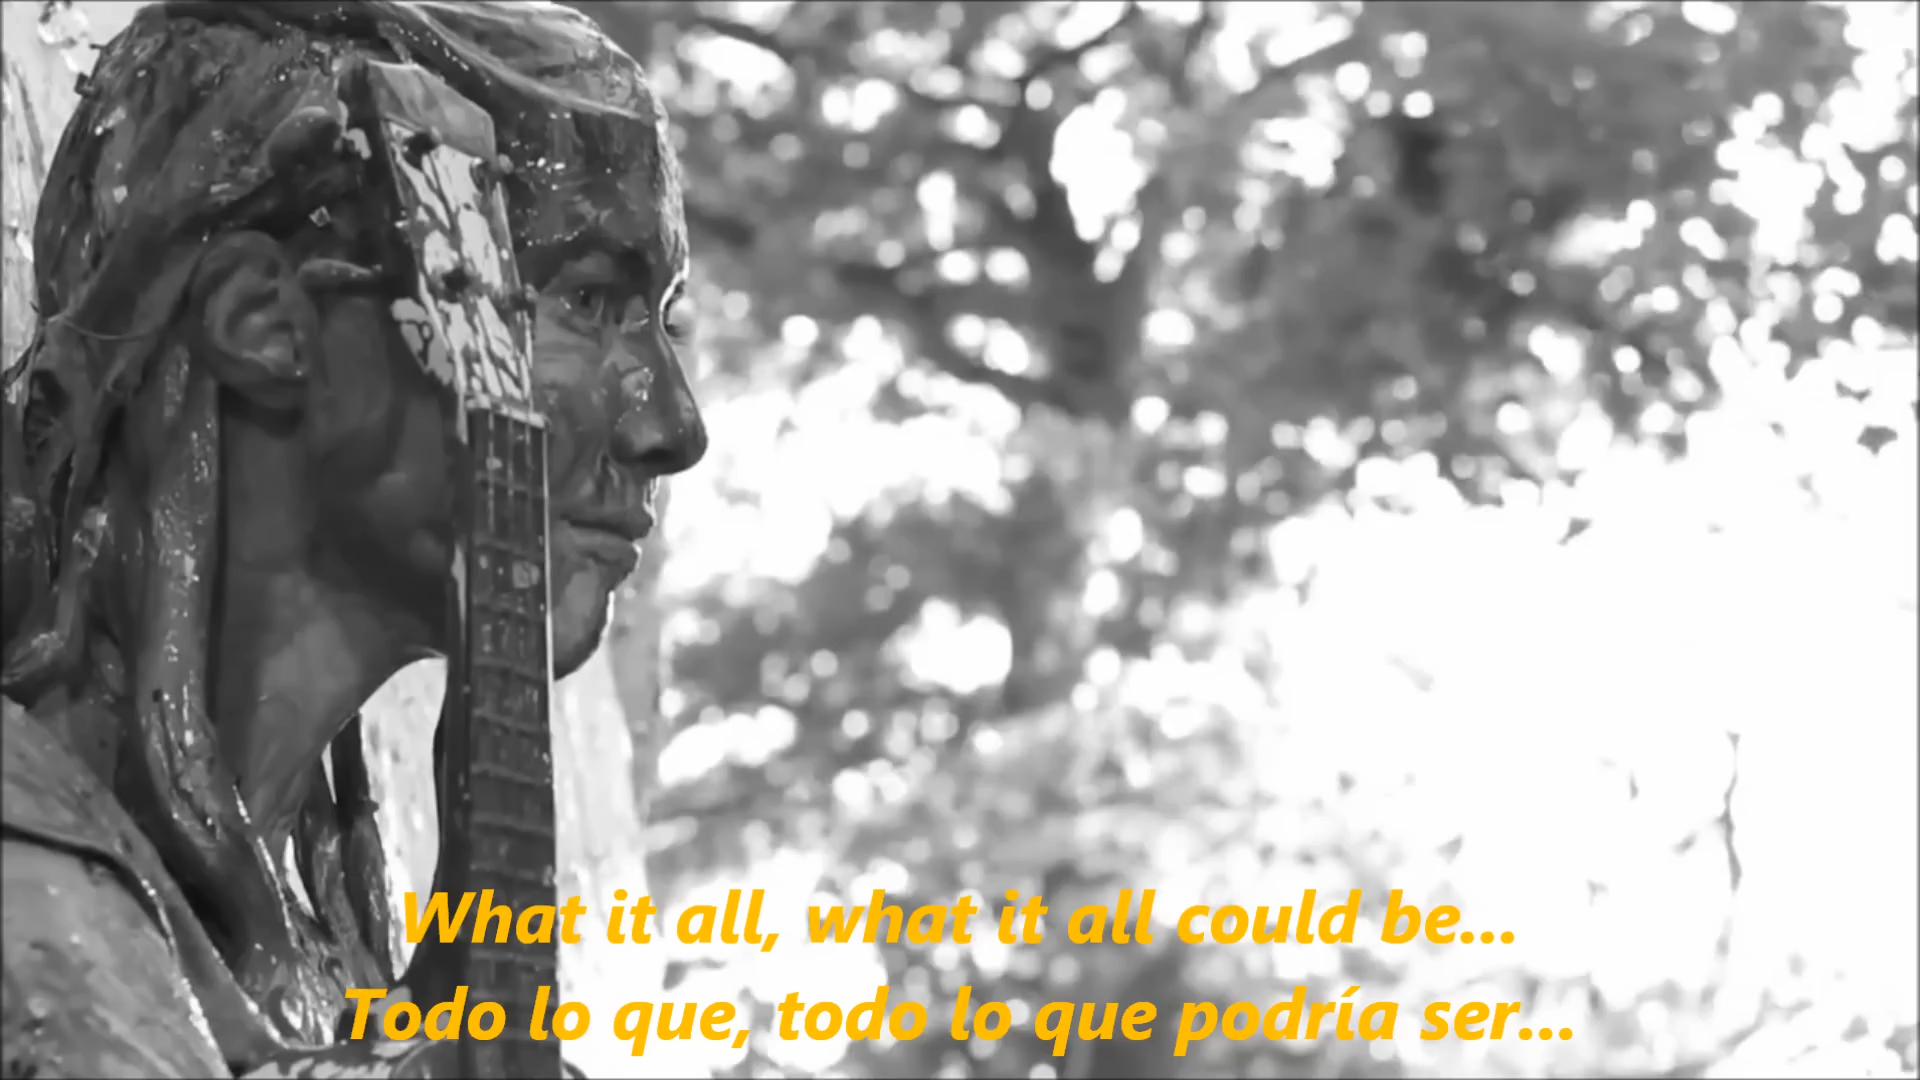 What it all, what it all could be...
Todo lo que, todo lo que podría ser...